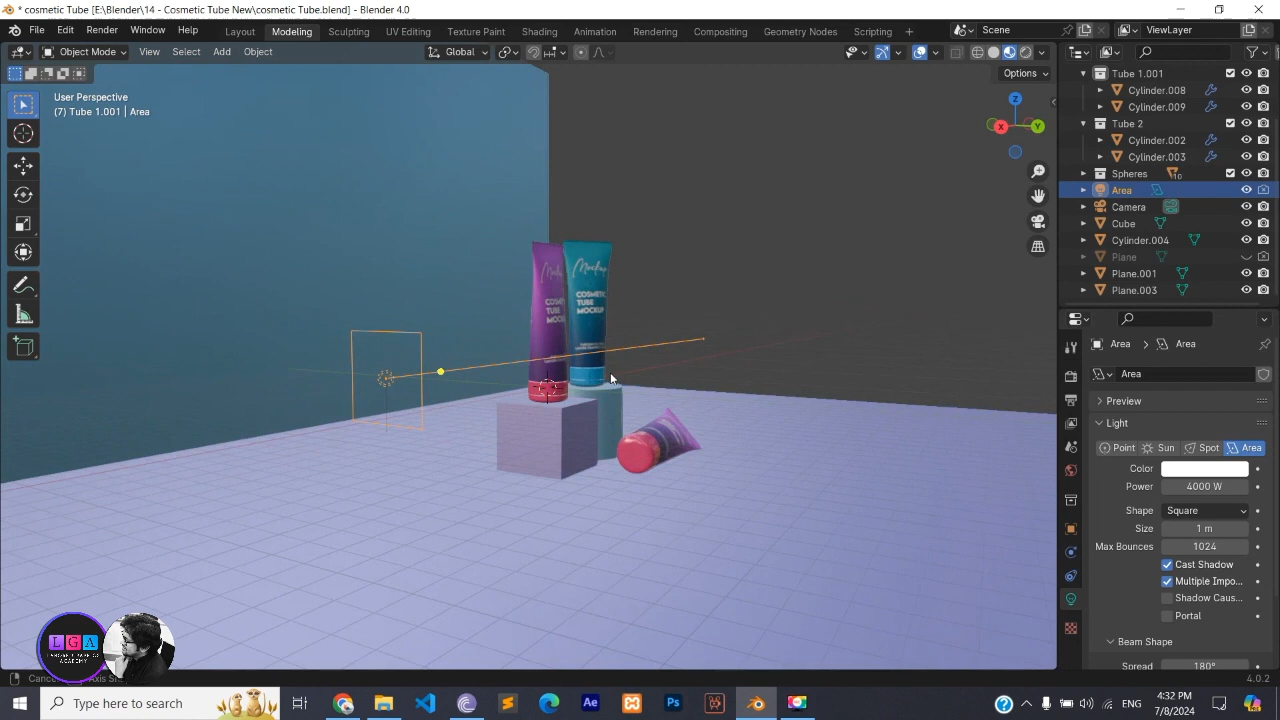 * cosmetic Tube [E:\Blender\14 - Cosmetic Tube New\cosmetic Tube.blend] - Blender 4.0
File Edit Render Window Help Layout Modeling Sculpting UV Editing Texture Paint Shading Animation Rendering Compositing Geometry Nodes Scripting Scene ViewLayer
Object Mode View Select Add Object Global
Options
User Perspective
(7) Tube 1.001 | Area
X Y Z
Tube 1.001
Cylinder.008
Cylinder.009
Tube 2
Cylinder.002
Cylinder.003
Spheres 10
Area
Camera
Cube
Cylinder.004
Plane
Plane.001
Plane.003
Mockup
COSMETIC
TUBE
MOCKUP
Area Area
Area
Preview
Light
Point Sun Spot Area
Color
Power 4000 W
Shape Square
Size 1 m
Max Bounces 1024
Cast Shadow
Multiple Impo...
Shadow Caus...
Portal
Beam Shape
Spread 180°
LGA
ACADEMY
4.0.2
Type here to search
Ae
Ps
ENG
4:32 PM
7/8/2024